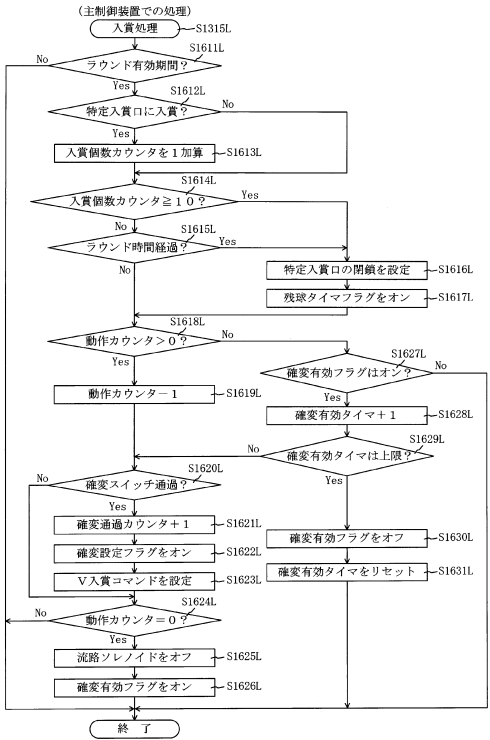 (主制御装置での処理)
入賞処理
S1315L
ラウンド有効期間?
S1611L
No
Yes
特定入賞口に入賞?
S1612L
No
Yes
入賞個数カウンタを1加算
S1613L
入賞個数カウンタ≧10?
S1614L
Yes
No
ラウンド時間経過?
S1615L
Yes
No
特定入賞口の閉鎖を設定
S1616L
残球タイマフラグをオン
S1617L
動作カウンタ>0?
S1618L
No
Yes
動作カウンタ−1
S1619L
確変有効フラグはオン?
S1627L
No
Yes
確変有効タイマ+1
S1628L
確変有効タイマは上限?
S1629L
No
Yes
確変スイッチ通過?
S1620L
No
Yes
確変通過カウンタ+1
S1621L
確変設定フラグをオン
S1622L
V入賞コマンドを設定
S1623L
確変有効フラグをオフ
S1630L
確変有効タイマをリセット
S1631L
動作カウンタ=0?
S1624L
No
Yes
流路ソレノイドをオフ
S1625L
確変有効フラグをオン
S1626L
終了